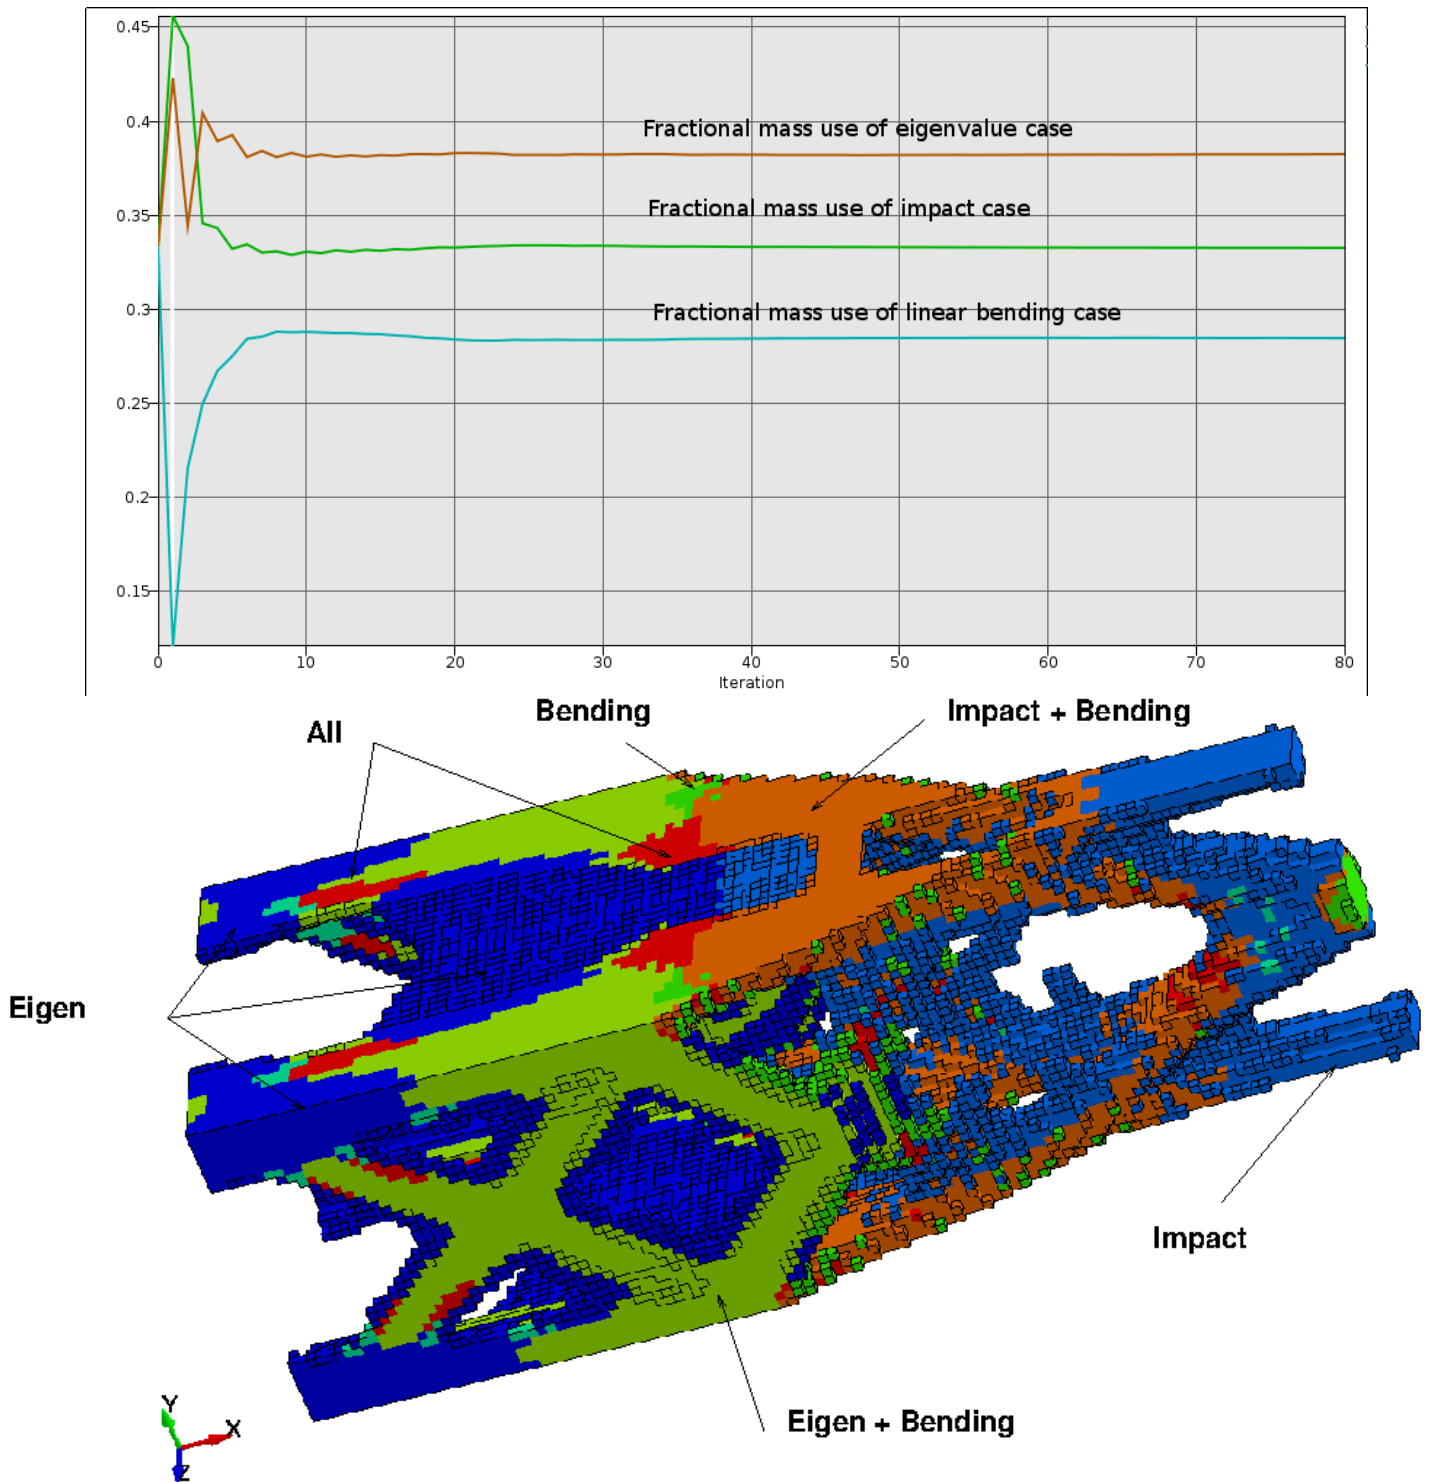 0.45
0.4
Fractional mass use of eigenvalue case
0.35
Fractional mass use of impact case
0.3
Fractional mass use of linear bending case
0.25
0.2
0.15
0 10 20 30 40 50 60 70 80
Iteration
Bending
Impact + Bending
All
Eigen
Impact
Eigen + Bending
Y
X
Z